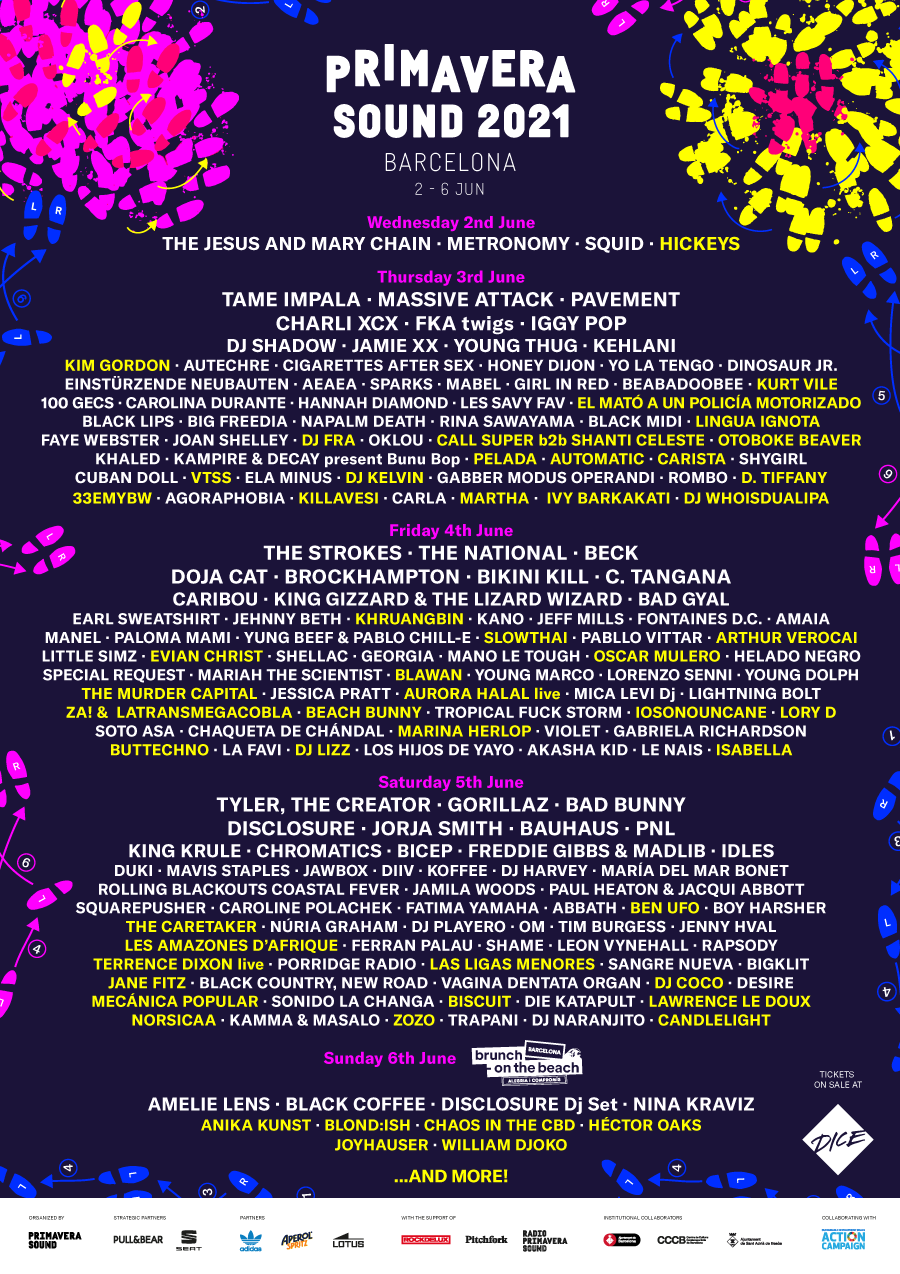 PRIMAVERA
SOUND 2021
BARCELONA
2 - 6 JUN
Wednesday 2nd June
THE JESUS AND MARY CHAIN · METRONOMY · SQUID · HICKEYS
Thursday 3rd June
TAME IMPALA · MASSIVE ATTACK · PAVEMENT
CHARLI XCX · FKA twigs · IGGY POP
DJ SHADOW · JAMIE XX · YOUNG THUG · KEHLANI
KIM GORDON · AUTECHRE · CIGARETTES AFTER SEX · HONEY DIJON · YO LA TENGO · DINOSAUR JR.
EINSTÜRZENDE NEUBAUTEN · AEAEA · SPARKS · MABEL · GIRL IN RED · BEABADOOBEE · KURT VILE
100 GECS · CAROLINA DURANTE · HANNAH DIAMOND · LES SAVY FAV · EL MATÓ A UN POLICÍA MOTORIZADO
BLACK LIPS · BIG FREEDIA · NAPALM DEATH · RINA SAWAYAMA · BLACK MIDI · LINGUA IGNOTA
FAYE WEBSTER · JOAN SHELLEY · DJ FRA · OKLOU · CALL SUPER b2b SHANTI CELESTE · OTOBOKE BEAVER
KHALED · KAMPIRE & DECAY present Bunu Bop · PELADA · AUTOMATIC · CARISTA · SHYGIRL
CUBAN DOLL · VTSS · ELA MINUS · DJ KELVIN · GABBER MODUS OPERANDI · ROMBO · D. TIFFANY
33EMYBW · AGORAPHOBIA · KILLAVESI · CARLA · MARTHA · IVY BARKAKATI · DJ WHOISDUALIPA
Friday 4th June
THE STROKES · THE NATIONAL · BECK
DOJA CAT · BROCKHAMPTON · BIKINI KILL · C. TANGANA
CARIBOU · KING GIZZARD & THE LIZARD WIZARD · BAD GYAL
EARL SWEATSHIRT · JEHNNY BETH · KHRUANGBIN · KANO · JEFF MILLS · FONTAINES D.C. · AMAIA
MANEL · PALOMA MAMI · YUNG BEEF & PABLO CHILL-E · SLOWTHAI · PABLLO VITTAR · ARTHUR VEROCAI
LITTLE SIMZ · EVIAN CHRIST · SHELLAC · GEORGIA · MANO LE TOUGH · OSCAR MULERO · HELADO NEGRO
SPECIAL REQUEST · MARIAH THE SCIENTIST · BLAWAN · YOUNG MARCO · LORENZO SENNI · YOUNG DOLPH
THE MURDER CAPITAL · JESSICA PRATT · AURORA HALAL live · MICA LEVI Dj · LIGHTNING BOLT
ZA! & LATRANSMEGACOBLA · BEACH BUNNY · TROPICAL FUCK STORM · IOSONOUNCANE · LORY D
SOTO ASA · CHAQUETA DE CHÁNDAL · MARINA HERLOP · VIOLET · GABRIELA RICHARDSON
BUTTECHNO · LA FAVI · DJ LIZZ · LOS HIJOS DE YAYO · AKASHA KID · LE NAIS · ISABELLA
Saturday 5th June
TYLER, THE CREATOR · GORILLAZ · BAD BUNNY
DISCLOSURE · JORJA SMITH · BAUHAUS · PNL
KING KRULE · CHROMATICS · BICEP · FREDDIE GIBBS & MADLIB · IDLES
DUKI · MAVIS STAPLES · JAWBOX · DIIV · KOFFEE · DJ HARVEY · MARÍA DEL MAR BONET
ROLLING BLACKOUTS COASTAL FEVER · JAMILA WOODS · PAUL HEATON & JACQUI ABBOTT
SQUAREPUSHER · CAROLINE POLACHEK · FATIMA YAMAHA · ABBATH · BEN UFO · BOY HARSHER
THE CARETAKER · NÚRIA GRAHAM · DJ PLAYERO · OM · TIM BURGESS · JENNY HVAL
LES AMAZONES D'AFRIQUE · FERRAN PALAU · SHAME · LEON VYNEHALL · RAPSODY
TERRENCE DIXON live · PORRIDGE RADIO · LAS LIGAS MENORES · SANGRE NUEVA · BIGKLIT
JANE FITZ · BLACK COUNTRY, NEW ROAD · VAGINA DENTATA ORGAN · DJ COCO · DESIRE
MECÁNICA POPULAR · SONIDO LA CHANGA · BISCUIT · DIE KATAPULT · LAWRENCE LE DOUX
NORSICAA · KAMMA & MASALO · ZOZO · TRAPANI · DJ NARANJITO · CANDLELIGHT
Sunday 6th June
brunch BARCELONA
- on the beach
ALEGRIA I COMPROMÍS
AMELIE LENS · BLACK COFFEE · DISCLOSURE Dj Set · NINA KRAVIZ
ANIKA KUNST · BLOND:ISH · CHAOS IN THE CBD · HÉCTOR OAKS
JOYHAUSER · WILLIAM DJOKO
...AND MORE!
TICKETS
ON SALE AT
DICE
ORGANIZED BY
PRIMAVERA
SOUND
STRATEGIC PARTNERS
PULL&BEAR
SEAT
PARTNERS
adidas
APEROL
SPRITZ
LOTUS
WITH THE SUPPORT OF
ROCKDELUX
Pitchfork
RADIO
PRIMAVERA
SOUND
INSTITUTIONAL COLLABORATORS
Ajuntament de
Barcelona
CCCB Centre de Cultura
Contemporània
de Barcelona
Ajuntament
de Sant Adrià de Besòs
COLLABORATING WITH
ACTION
CAMPAIGN